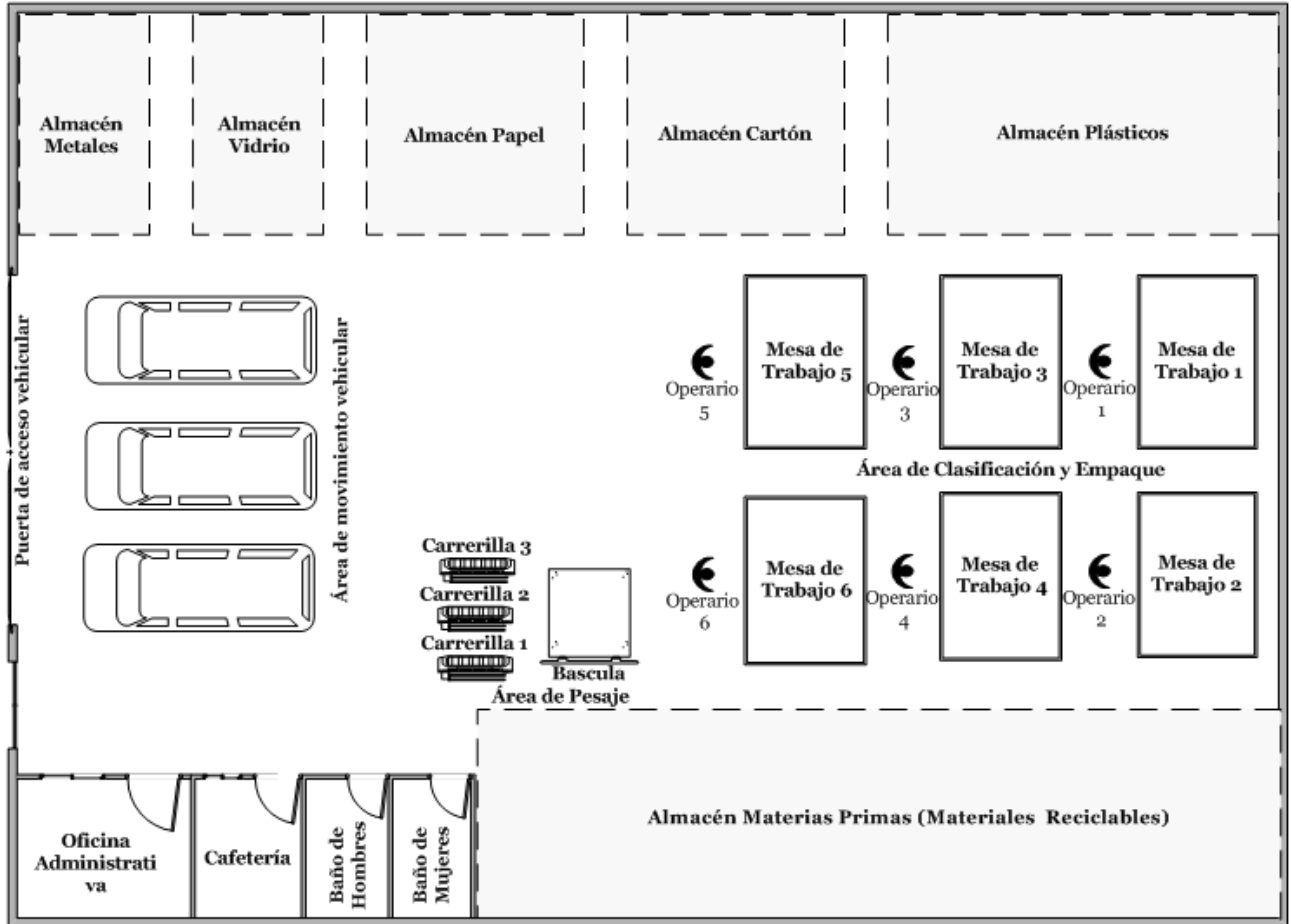 Almacén
Metales
Almacén
Vidrio
Almacén Papel
Almacén Cartón
Almacén Plásticos
Puerta de acceso vehicular
Área de movimiento vehicular
Operario
5
Mesa de
Trabajo 5
Operario
3
Mesa de
Trabajo 3
Operario
1
Mesa de
Trabajo 1
Área de Clasificación y Empaque
Carrerilla 3
Carrerilla 2
Carrerilla 1
Bascula
Área de Pesaje
Operario
6
Mesa de
Trabajo 6
Operario
4
Mesa de
Trabajo 4
Operario
2
Mesa de
Trabajo 2
Oficina
Administrati
va
Cafetería
Baño de
Hombres
Baño de
Mujeres
Almacén Materias Primas (Materiales Reciclables)